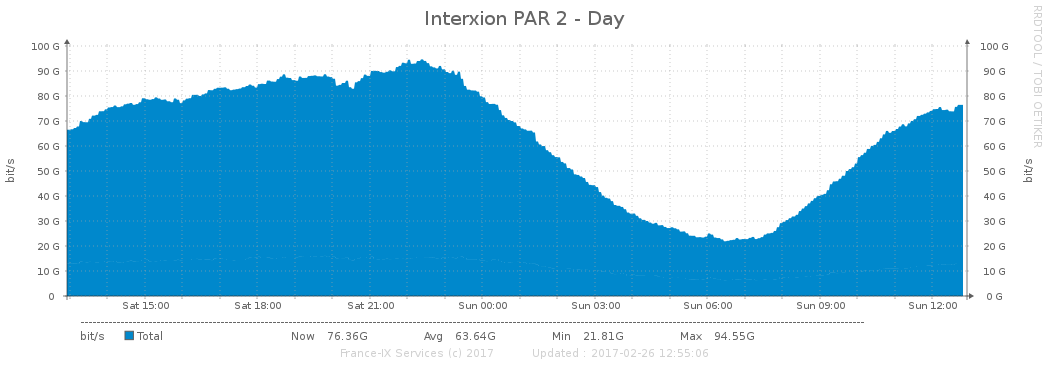 Interxion PAR 2 - Day
RRDTOOL / TOBI OETIKER
100 G 100 G
90 G 90 G
80 G 80 G
70 G 70 G
60 G 60 G
50 G 50 G
40 G 40 G
30 G 30 G
20 G 20 G
10 G 10 G
0 0 G
bit/s bit/s
Sat 15:00 Sat 18:00 Sat 21:00 Sun 00:00 Sun 03:00 Sun 06:00 Sun 09:00 Sun 12:00
bit/s Total Now 76.36G Avg 63.64G Min 21.81G Max 94.55G
France-IX Services (c) 2017 Updated : 2017-02-26 12:55:06